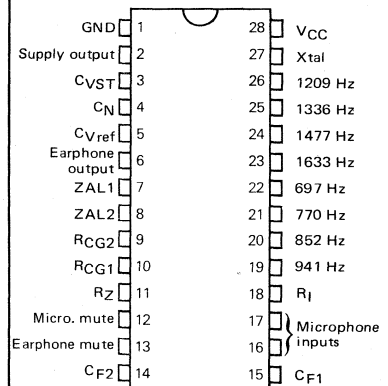 GND 1 28 VCC
Supply output 2 27 Xtal
CVST 3 26 1209 Hz
CN 4 25 1336 Hz
CVref 5 24 1477 Hz
Earphone output 6 23 1633 Hz
ZAL1 7 22 697 Hz
ZAL2 8 21 770 Hz
RCG2 9 20 852 Hz
RCG1 10 19 941 Hz
RZ 11 18 RI
Micro. mute 12 17 Microphone
Earphone mute 13 16 inputs
CF2 14 15 CF1